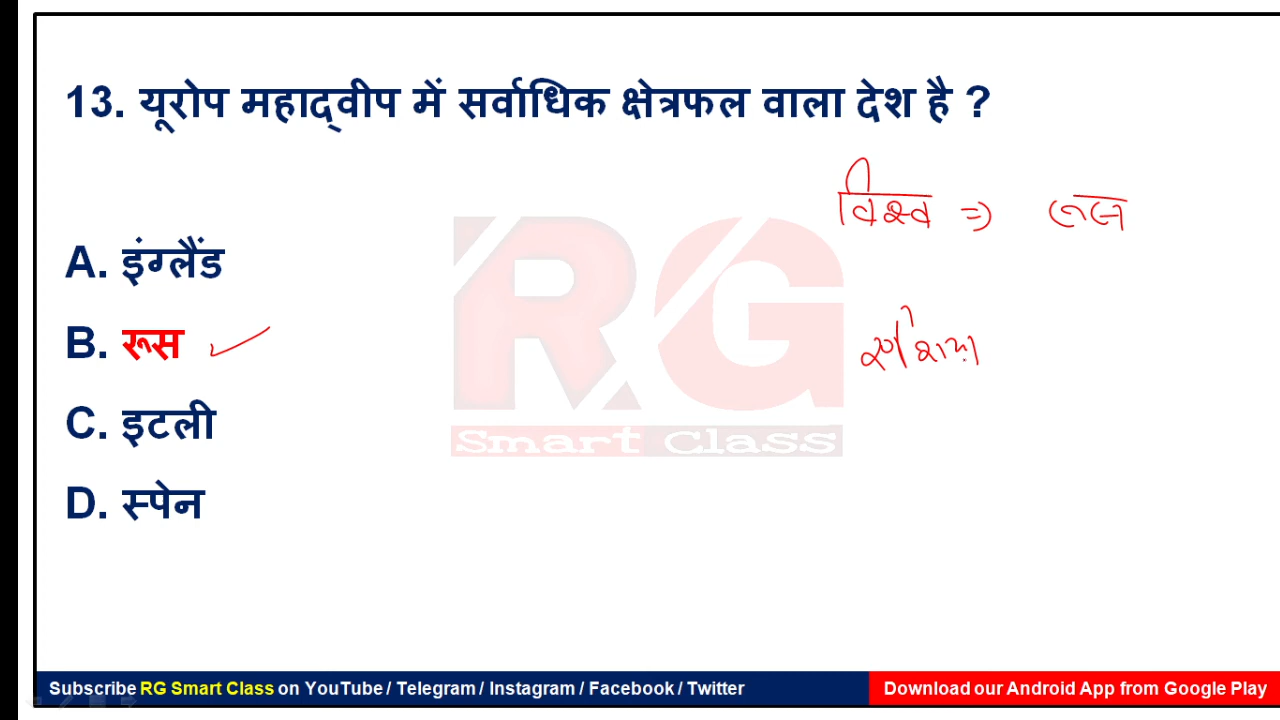 13. यूरोप महाद्वीप में सर्वाधिक क्षेत्रफल वाला देश है ?
विश्व ⇒ रूस
A. इंग्लैंड
B. रूस
C. इटली
D. स्पेन
RG
Smart Class
Subscribe RG Smart Class on YouTube / Telegram / Instagram / Facebook / Twitter
Download our Android App from Google Play